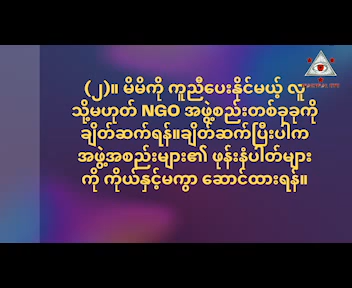 (၂)။ မိမိကို ကူညီပေးနိုင်မယ့် လူ
သို့မဟုတ် NGO အဖွဲ့စည်းတစ်ခုခုကို
ချိတ်ဆက်ရန်။ချိတ်ဆက်ပြီးပါက
အဖွဲ့အစည်းများ၏ ဖုန်းနံပါတ်များ
ကို ကိုယ်နှင့်မကွာ ဆောင်ထားရန်။